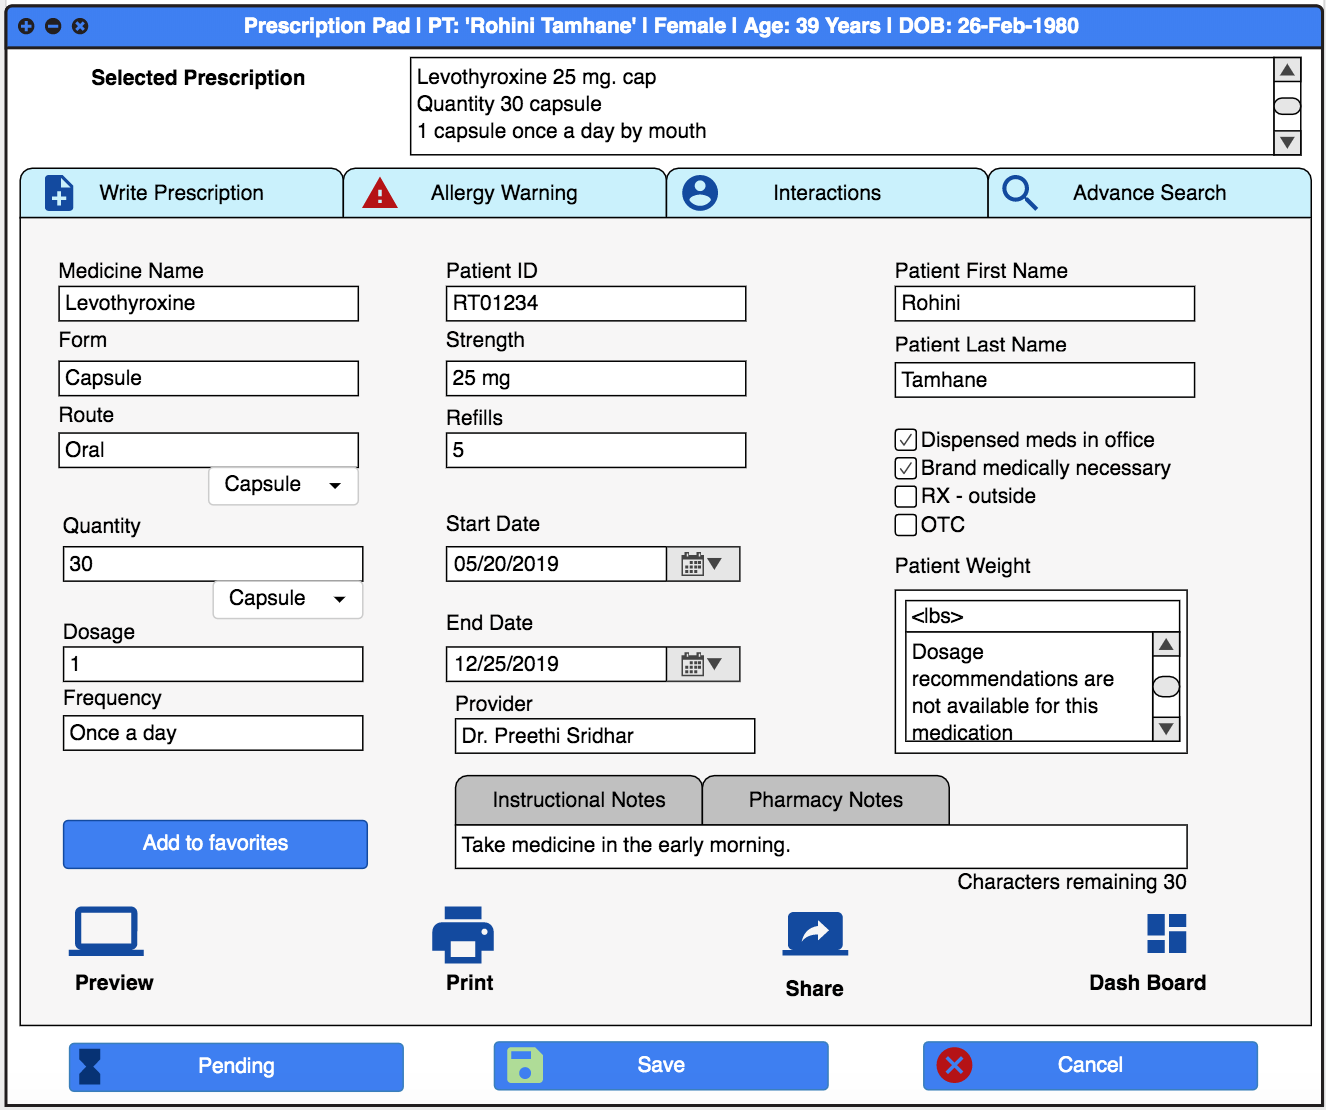 Prescription Pad | PT: 'Rohini Tamhane' | Female | Age: 39 Years | DOB: 26-Feb-1980
Selected Prescription
Levothyroxine 25 mg. cap
Quantity 30 capsule
1 capsule once a day by mouth
Write Prescription
Allergy Warning
Interactions
Advance Search
Medicine Name
Levothyroxine
Form
Capsule
Route
Oral
Capsule
Quantity
30
Capsule
Dosage
1
Frequency
Once a day
Add to favorites
Patient ID
RT01234
Strength
25 mg
Refills
5
Start Date
05/20/2019
End Date
12/25/2019
Provider
Dr. Preethi Sridhar
Patient First Name
Rohini
Patient Last Name
Tamhane
Dispensed meds in office
Brand medically necessary
RX - outside
OTC
Patient Weight
<lbs>
Dosage
recommendations are
not available for this
medication
Instructional Notes
Pharmacy Notes
Take medicine in the early morning.
Characters remaining 30
Preview
Print
Share
Dash Board
Pending
Save
Cancel